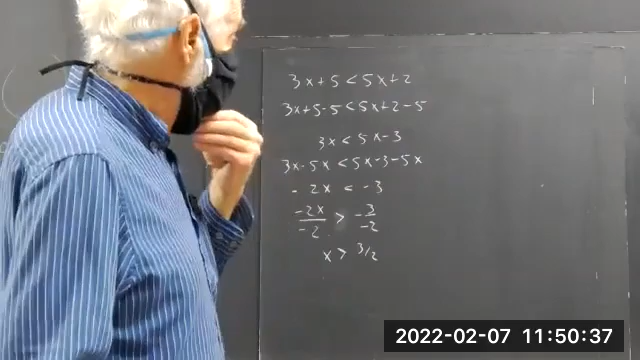 3x+5<5x+2
3x+5-5<5x+2-5
3x<5x-3
3x-5x<5x-3-5x
-2x<-3
-2x/-2 > -3/-2
x>3/2
2022-02-07 11:50:37